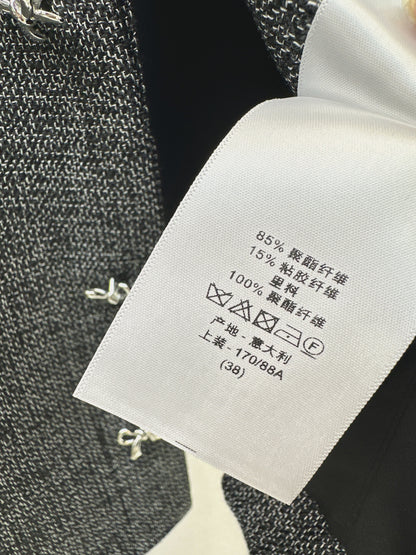 85% 聚酯纤维
15% 粘胶纤维
里料
100% 聚酯纤维
F
产地 - 意大利
上装 - 170/88A
(38)